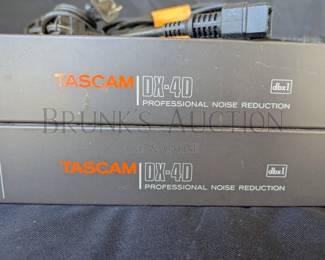 TASCAM DX-4D dbx I
PROFESSIONAL NOISE REDUCTION
BRUNK'S AUCTION
TASCAM DX-4D dbx I
PROFESSIONAL NOISE REDUCTION